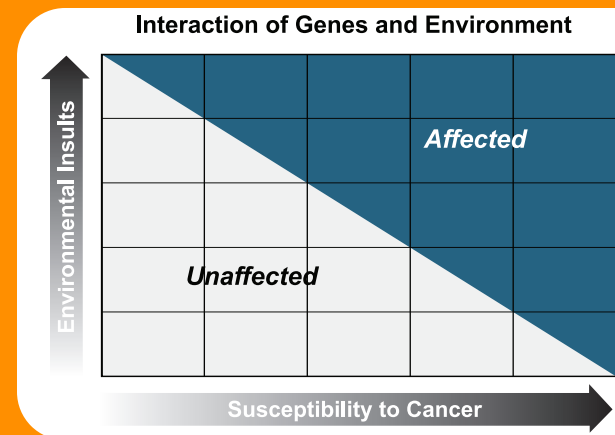 Interaction of Genes and Environment
Environmental Insults
Affected
Unaffected
Susceptibility to Cancer